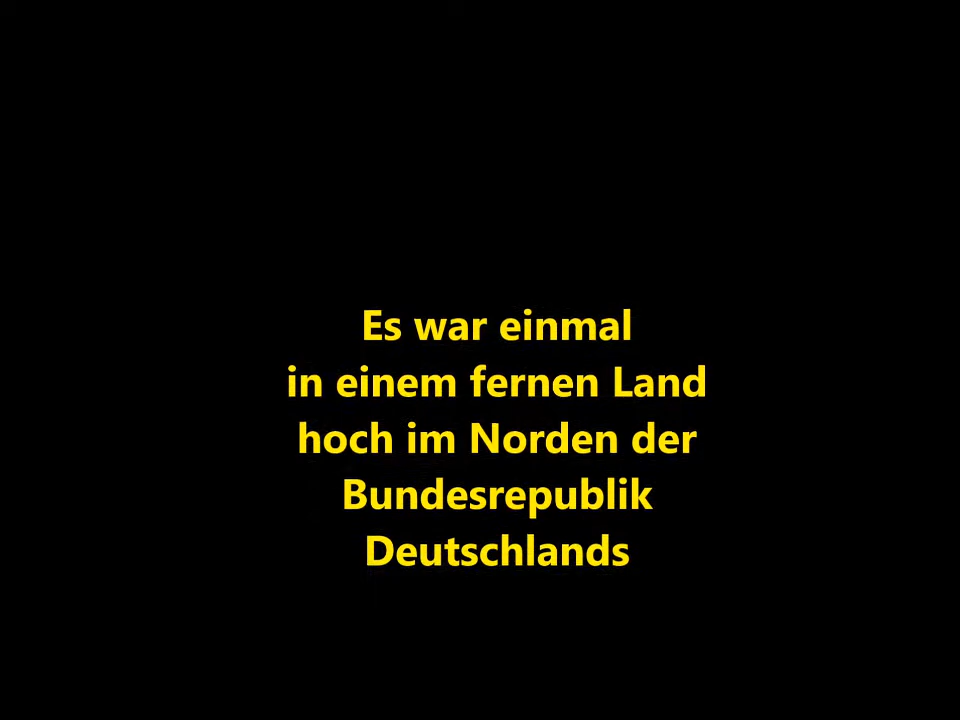 Es war einmal
in einem fernen Land
hoch im Norden der
Bundesrepublik
Deutschlands